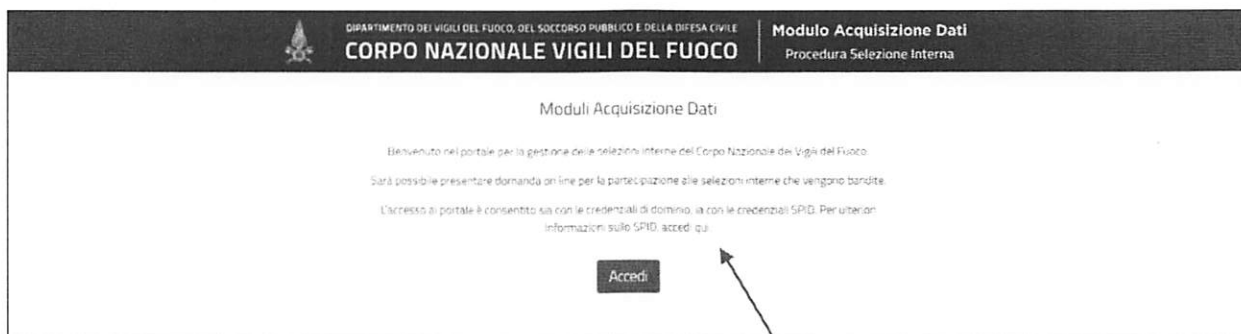 DIPARTIMENTO DEI VIGILI DEL FUOCO, DEL SOCCORSO PUBBLICO E DELLA DIFESA CIVILE
CORPO NAZIONALE VIGILI DEL FUOCO
Modulo Acquisizione Dati
Procedura Selezione Interna
Moduli Acquisizione Dati
Benvenuto nel portale per la gestione delle selezioni interne del Corpo Nazionale dei Vigili del Fuoco.
Sarà possibile presentare domanda on line per la partecipazione alle selezioni interne che vengono bandite.
L'accesso al portale è consentito sia con le credenziali di dominio, ia con le credenziali SPID. Per ulteriori
informazioni sullo SPID, accedi qui
Accedi